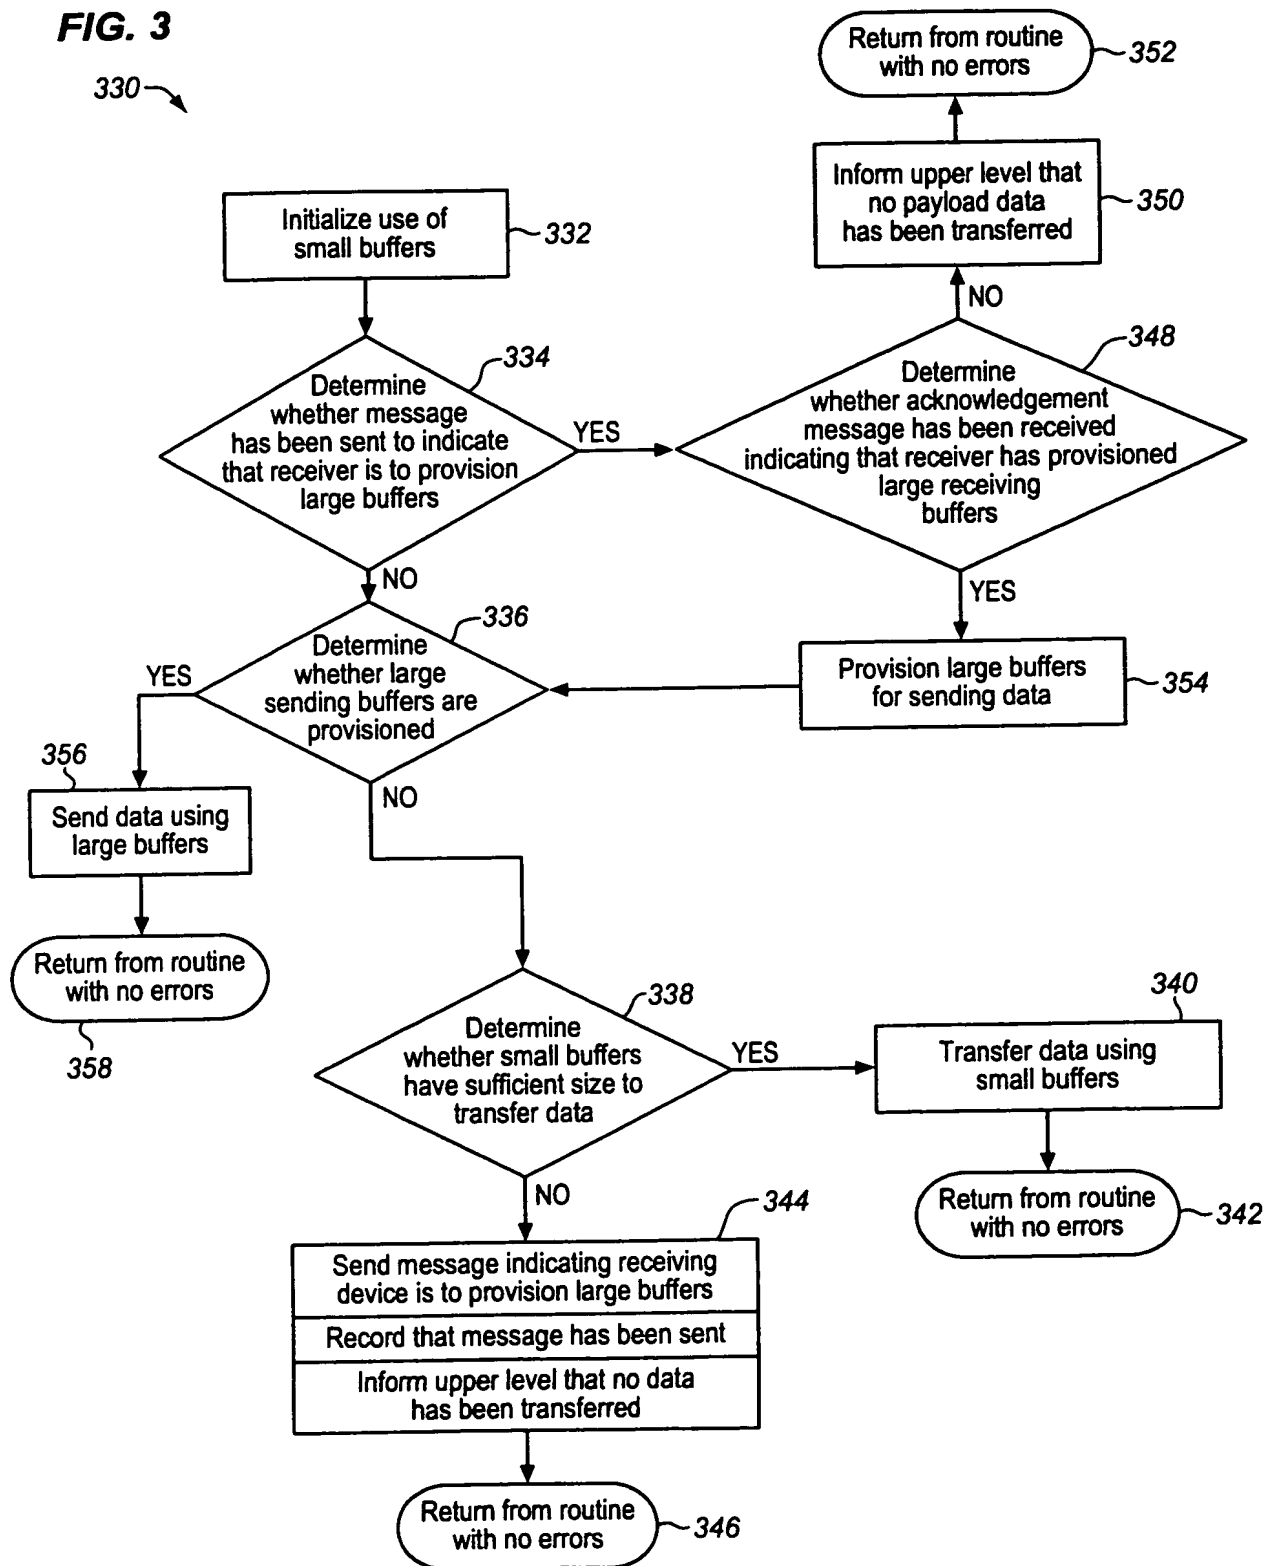 FIG. 3
330
Return from routine
with no errors
352
Inform upper level that
no payload data
has been transferred
350
Initialize use of
small buffers
332
NO
334
Determine
whether message
has been sent to indicate
that receiver is to provision
large buffers
YES
348
Determine
whether acknowledgement
message has been received
indicating that receiver has provisioned
large receiving
buffers
NO
YES
336
Determine
whether large
sending buffers are
provisioned
YES
Provision large buffers
for sending data
354
356
Send data using
large buffers
NO
Return from routine
with no errors
358
338
Determine
whether small buffers
have sufficient size to
transfer data
YES
340
Transfer data using
small buffers
Return from routine
with no errors
342
NO
344
Send message indicating receiving
device is to provision large buffers
Record that message has been sent
Inform upper level that no data
has been transferred
Return from routine
with no errors
346